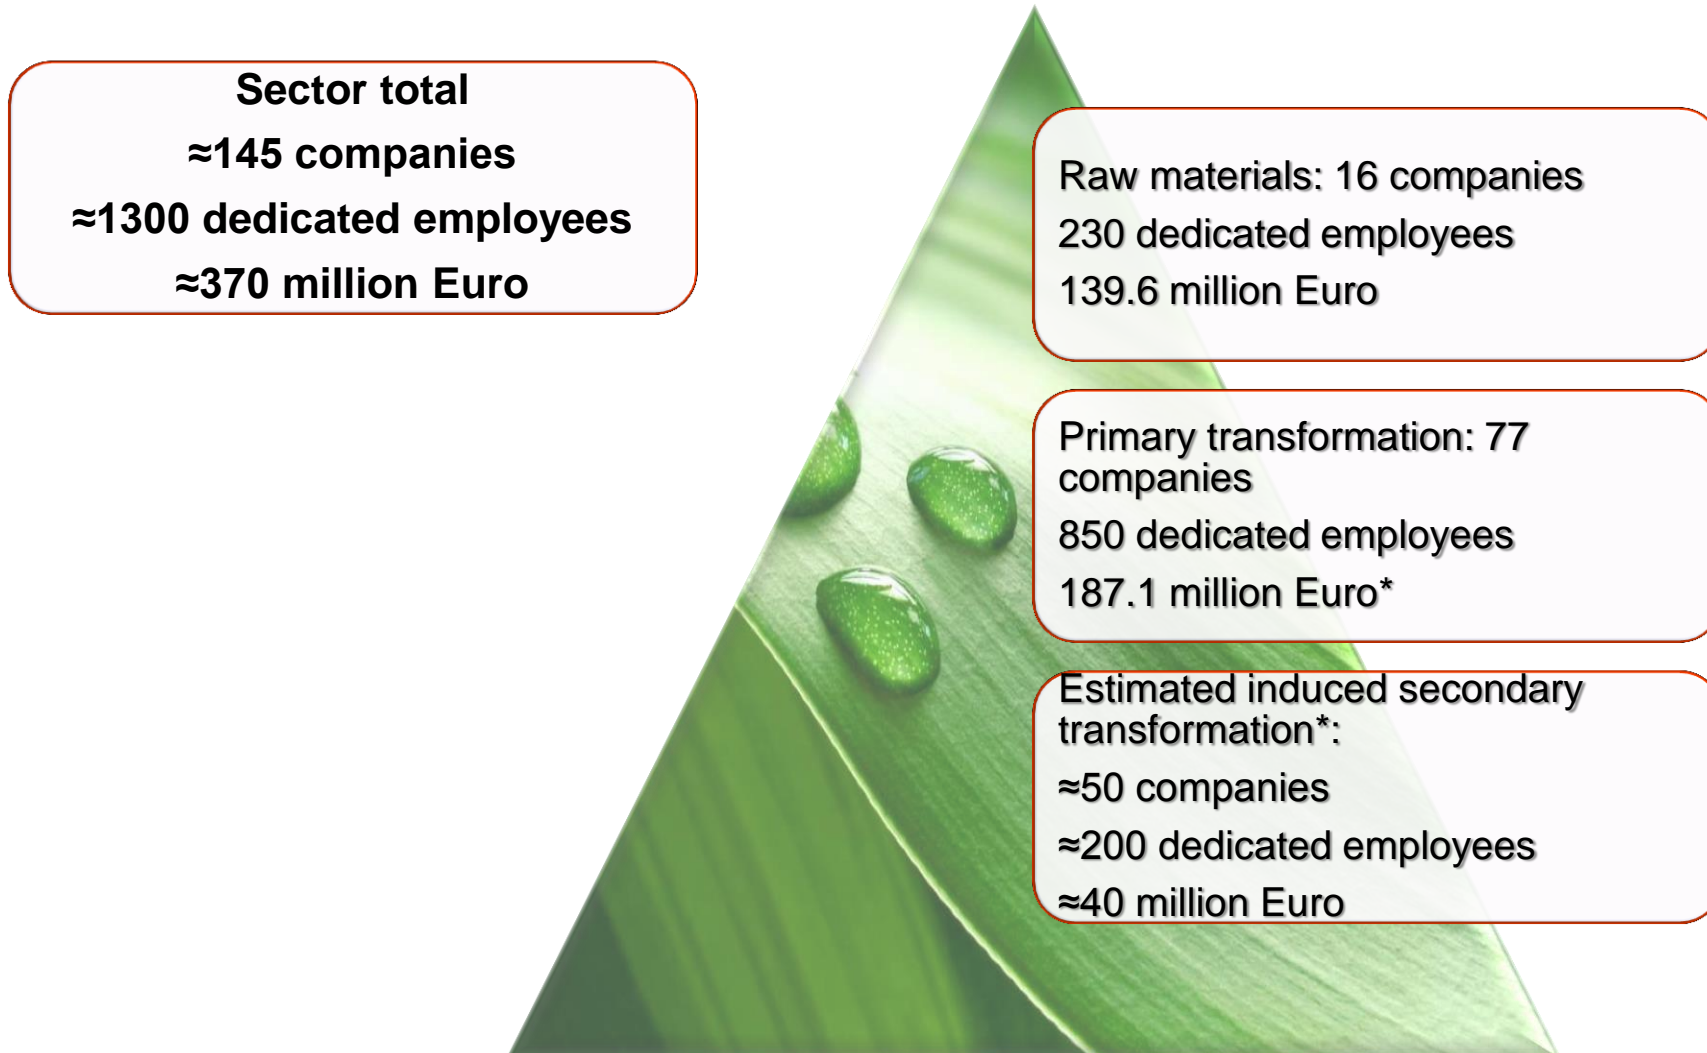 Sector total
≈145 companies
≈1300 dedicated employees
≈370 million Euro
Raw materials: 16 companies
230 dedicated employees
139.6 million Euro
Primary transformation: 77
companies
850 dedicated employees
187.1 million Euro*
Estimated induced secondary
transformation*:
≈50 companies
≈200 dedicated employees
≈40 million Euro